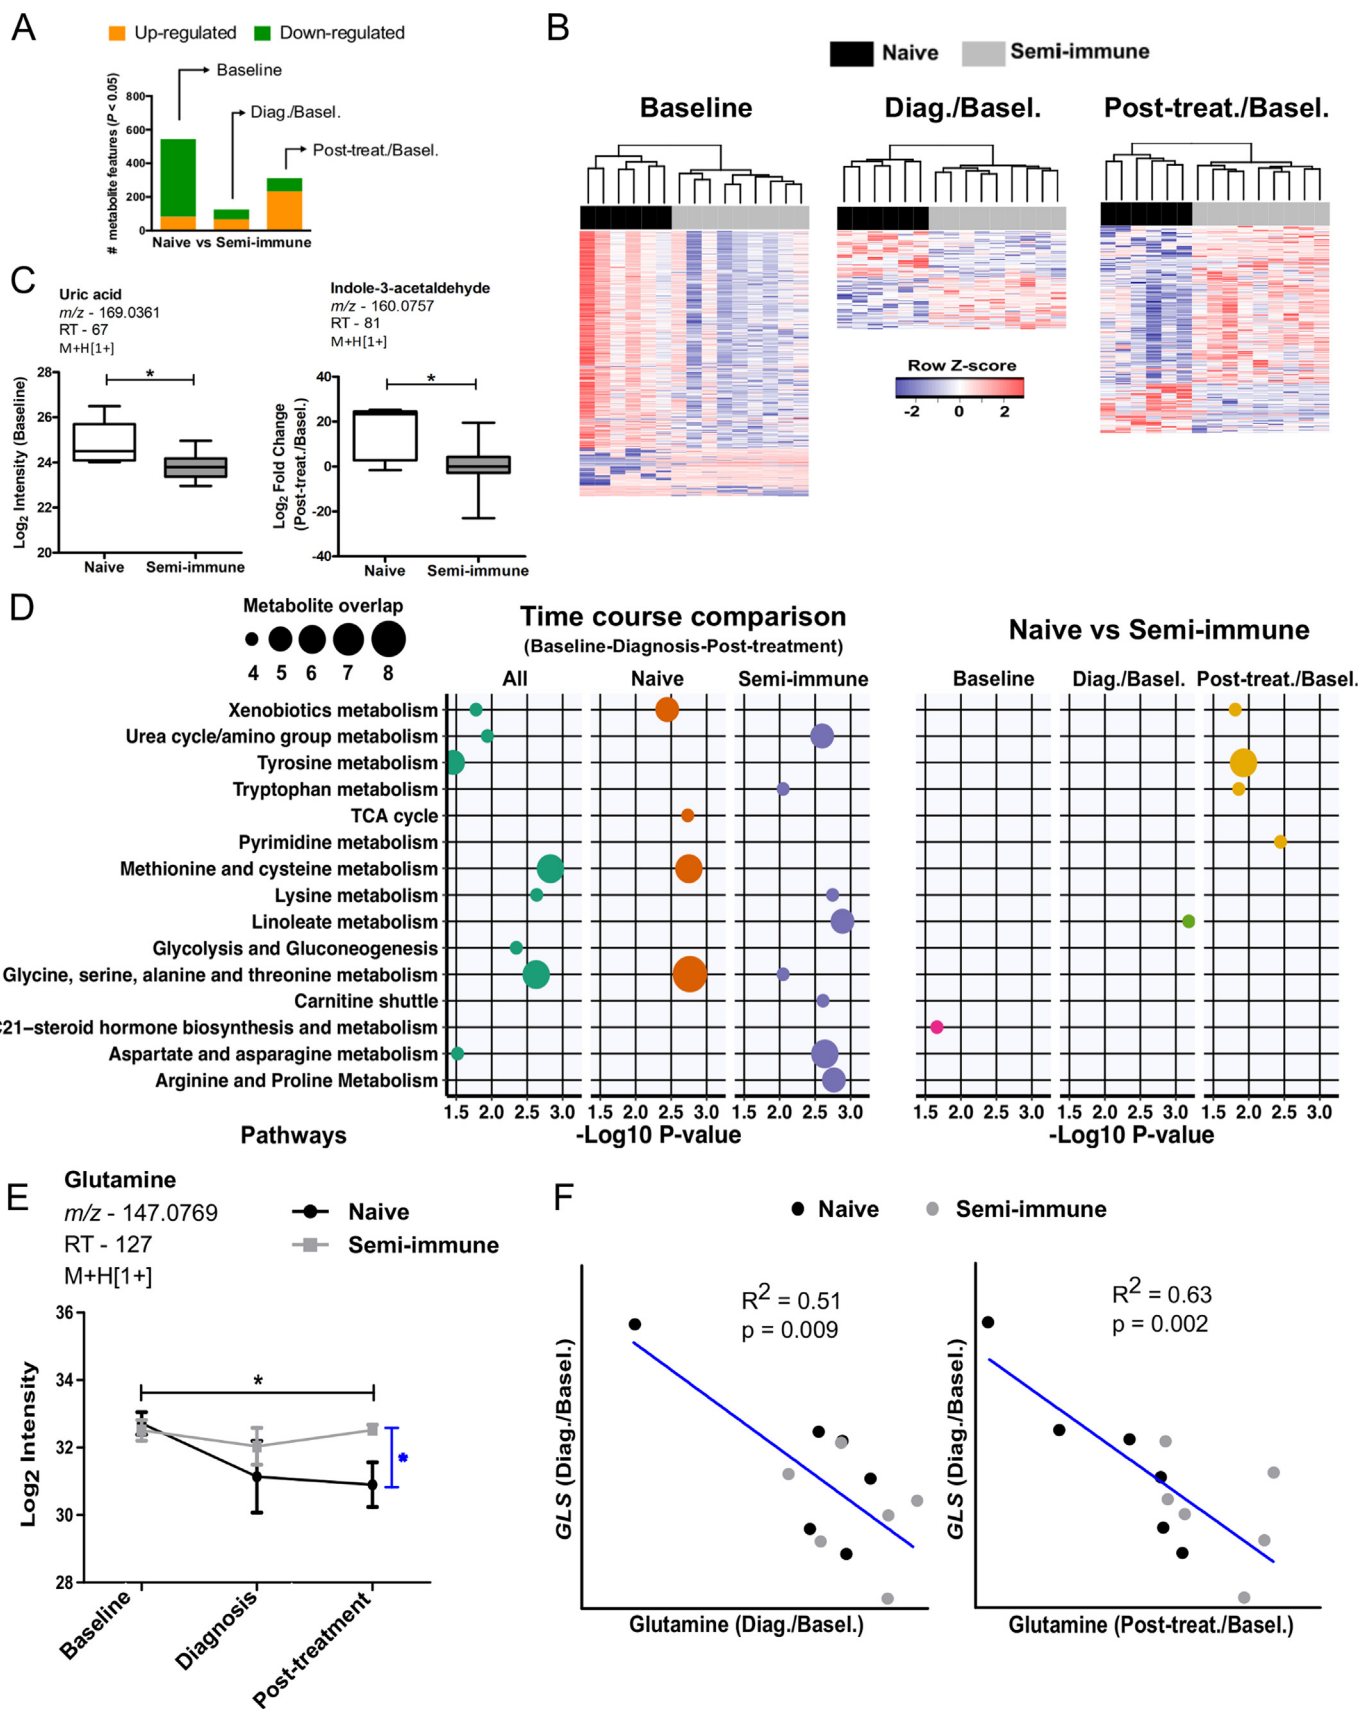 A
Up-regulated
Down-regulated
Baseline
Diag./Basel.
Post-treat./Basel.
# metabolite features (P < 0.05)
800
600
400
200
0
Naive vs Semi-immune
B
Naive
Semi-immune
Baseline
Diag./Basel.
Post-treat./Basel.
Row Z-score
-2
0
2
C
Uric acid
m/z - 169.0361
RT - 67
M+H[1+]
Log2 Intensity (Baseline)
28
26
24
22
20
*
Naive
Semi-immune
Indole-3-acetaldehyde
m/z - 160.0757
RT - 81
M+H[1+]
Log2 Fold Change
(Post-treat./Basel.)
40
20
0
-20
-40
*
Naive
Semi-immune
D
Metabolite overlap
4 5 6 7 8
Time course comparison
(Baseline-Diagnosis-Post-treatment)
Naive vs Semi-immune
All
Naive
Semi-immune
Baseline
Diag./Basel.
Post-treat./Basel.
Xenobiotics metabolism
Urea cycle/amino group metabolism
Tyrosine metabolism
Tryptophan metabolism
TCA cycle
Pyrimidine metabolism
Methionine and cysteine metabolism
Lysine metabolism
Linoleate metabolism
Glycolysis and Gluconeogenesis
Glycine, serine, alanine and threonine metabolism
Carnitine shuttle
C21-steroid hormone biosynthesis and metabolism
Aspartate and asparagine metabolism
Arginine and Proline Metabolism
1.5 2.0 2.5 3.0
1.5 2.0 2.5 3.0
1.5 2.0 2.5 3.0
1.5 2.0 2.5 3.0
1.5 2.0 2.5 3.0
1.5 2.0 2.5 3.0
Pathways
-Log10 P-value
-Log10 P-value
E
Glutamine
m/z - 147.0769
RT - 127
M+H[1+]
Naive
Semi-immune
Log2 Intensity
36
34
32
30
28
*
*
Baseline
Diagnosis
Post-treatment
F
Naive
Semi-immune
R2 = 0.51
p = 0.009
GLS (Diag./Basel.)
Glutamine (Diag./Basel.)
R2 = 0.63
p = 0.002
GLS (Diag./Basel.)
Glutamine (Post-treat./Basel.)